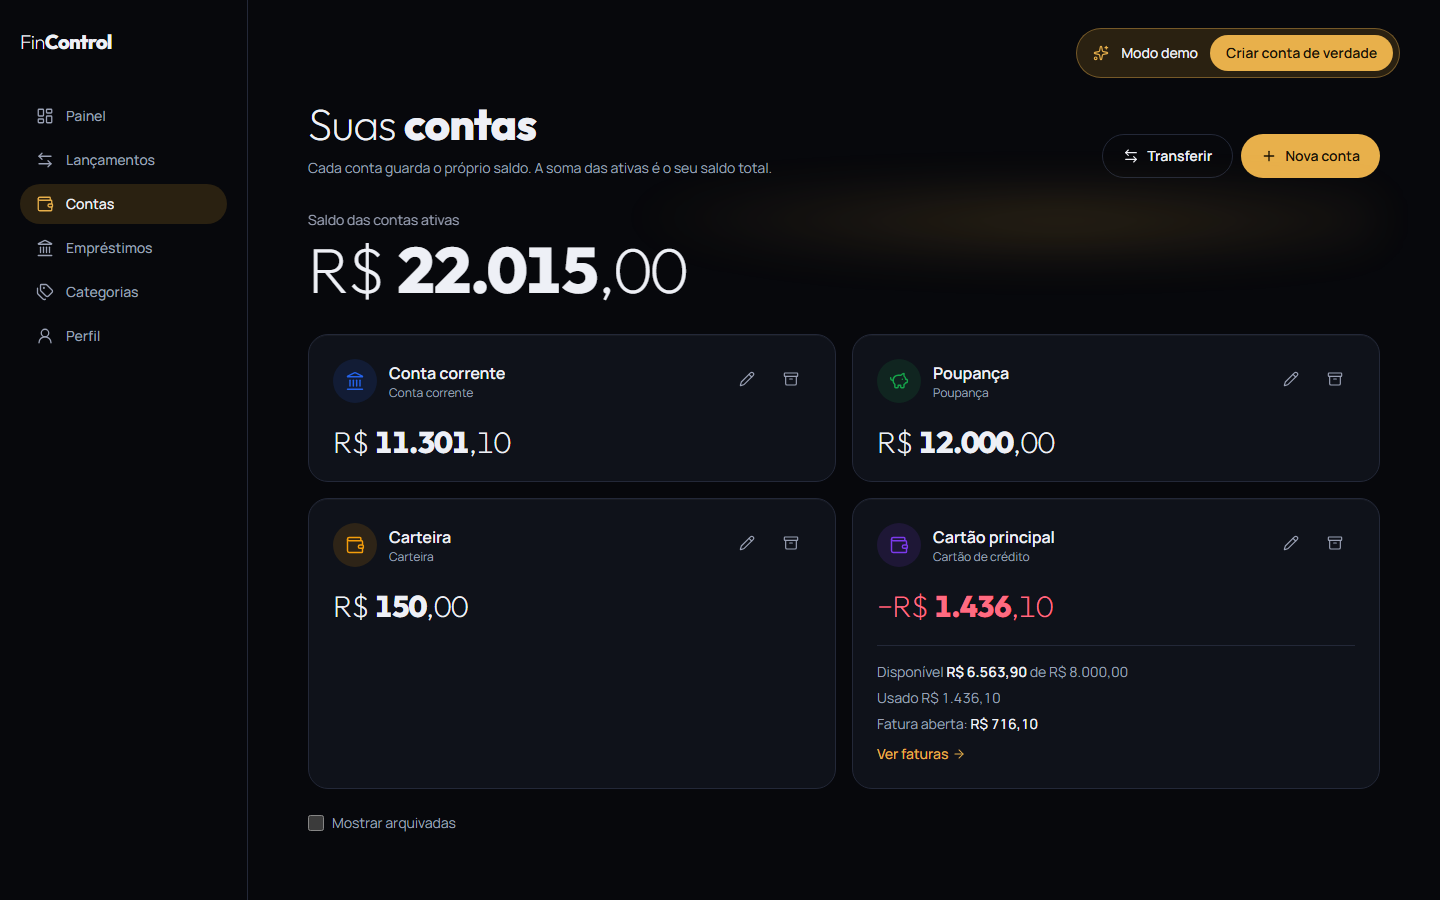 FinControl
Modo demo
Criar conta de verdade
Painel
Lançamentos
Contas
Empréstimos
Categorias
Perfil
Suas contas
Cada conta guarda o próprio saldo. A soma das ativas é o seu saldo total.
Transferir
Nova conta
Saldo das contas ativas
R$ 22.015,00
Conta corrente
Conta corrente
R$ 11.301,10
Poupança
Poupança
R$ 12.000,00
Carteira
Carteira
R$ 150,00
Cartão principal
Cartão de crédito
−R$ 1.436,10
Disponível R$ 6.563,90 de R$ 8.000,00
Usado R$ 1.436,10
Fatura aberta: R$ 716,10
Ver faturas →
Mostrar arquivadas